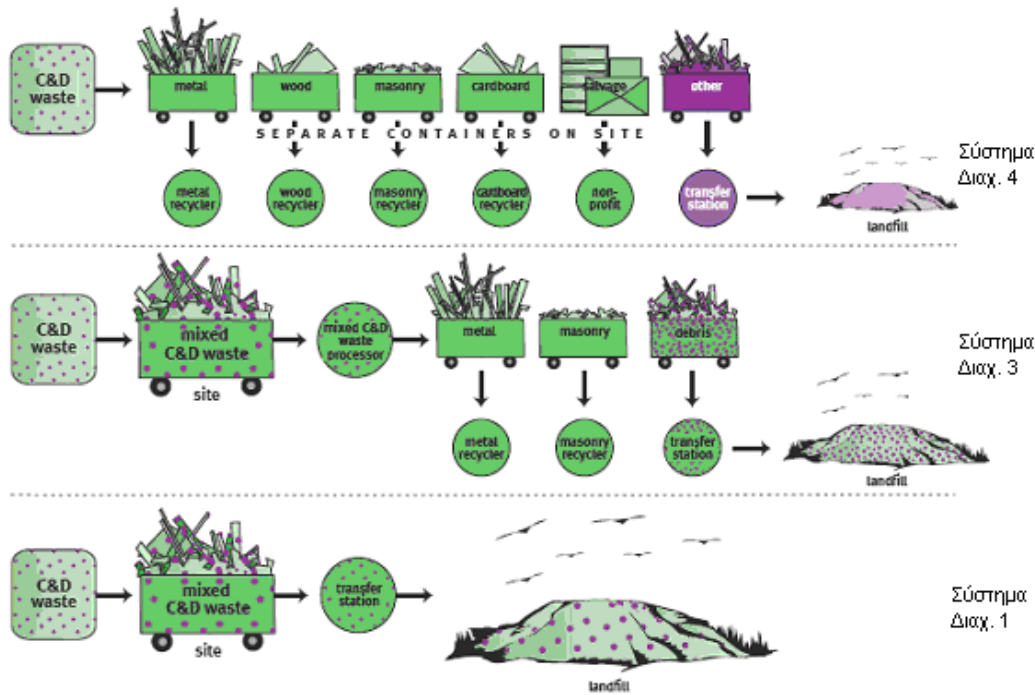 C&D
waste
metal
wood
masonry
cardboard
salvage
other
SEPARATE CONTAINERS ON SITE
metal
recycler
wood
recycler
masonry
recycler
cardboard
recycler
non-
profit
transfer
station
landfill
Σύστημα
Διαχ. 4
C&D
waste
mixed
C&D waste
site
mixed C&D
waste
processor
metal
masonry
debris
metal
recycler
masonry
recycler
transfer
station
landfill
Σύστημα
Διαχ. 3
C&D
waste
mixed
C&D waste
site
transfer
station
landfill
Σύστημα
Διαχ. 1